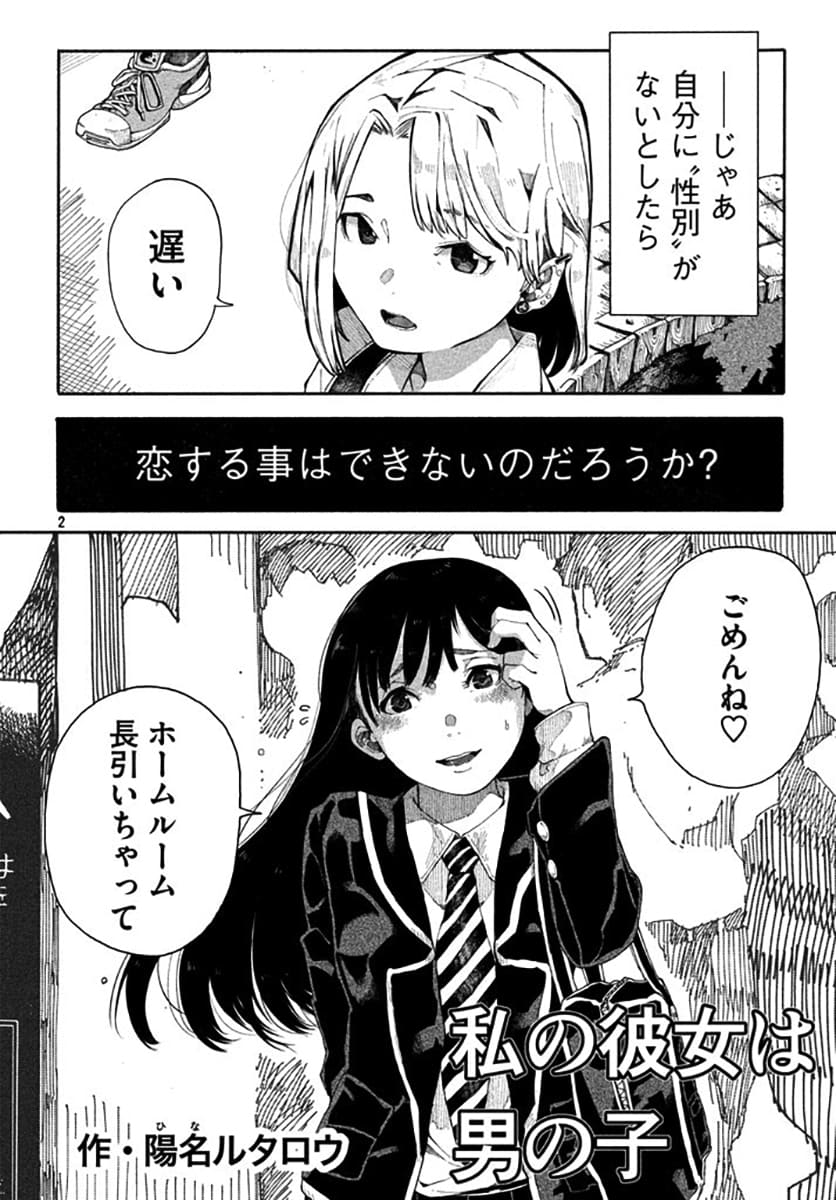 ──じゃあ
自分に〝性別〟が
ないとしたら
遅い
恋する事はできないのだろうか?
2
ごめんね♡
ホームルーム
長引いちゃって
私の彼女は
男の子
作・陽名ルタロウ
ひな